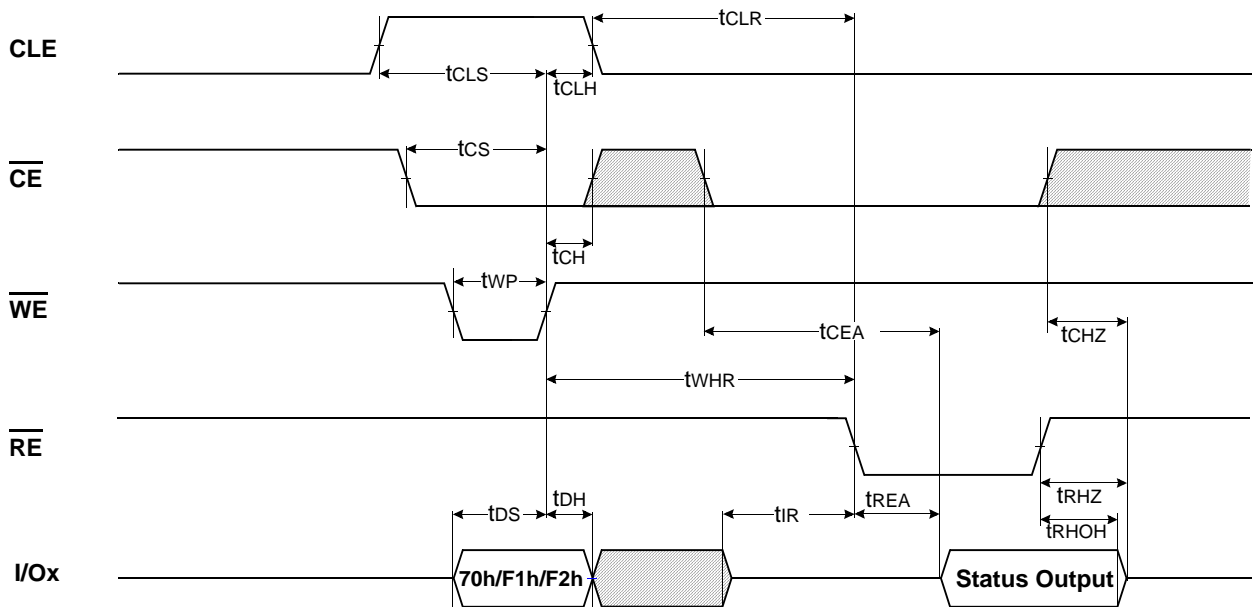 tCLR
CLE
tCLS
tCLH
tCS
CE
tCH
tWP
WE
tCEA
tCHZ
tWHR
RE
tDH
tRHZ
tDS
tIR
tREA
tRHOH
I/Ox
70h/F1h/F2h
Status Output